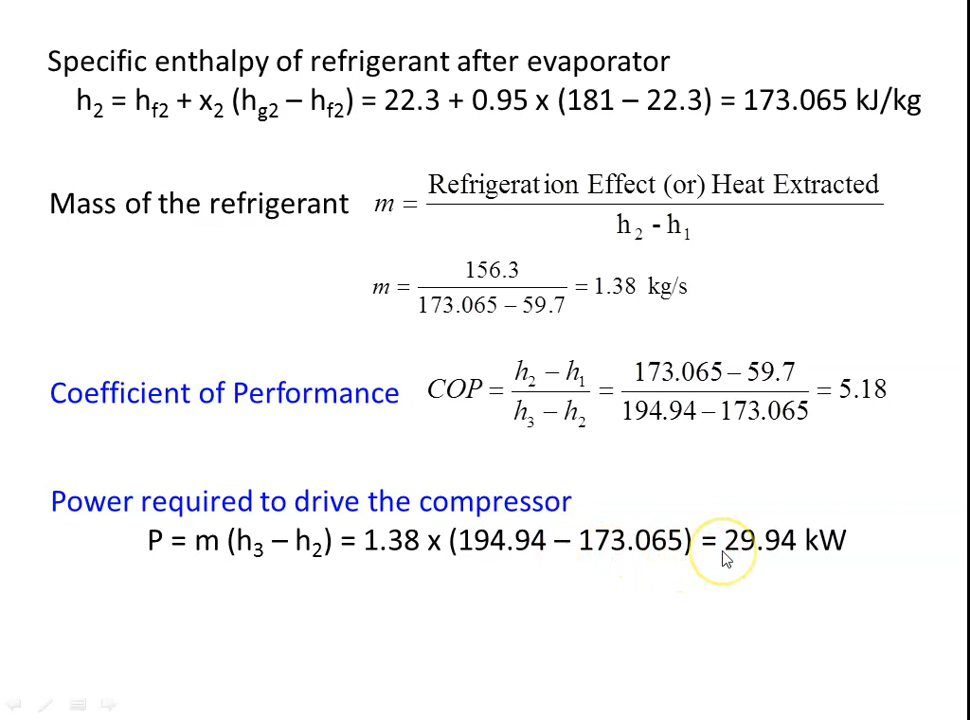 Specific enthalpy of refrigerant after evaporator
h₂ = h_f2 + x₂ (h_g2 – h_f2) = 22.3 + 0.95 x (181 – 22.3) = 173.065 kJ/kg
Mass of the refrigerant m = Refrigeration Effect (or) Heat Extracted
h₂ - h₁
m = 156.3 / 173.065 – 59.7 = 1.38 kg/s
Coefficient of Performance COP = h₂ – h₁ / h₃ – h₂ = 173.065 – 59.7 / 194.94 – 173.065 = 5.18
Power required to drive the compressor
P = m (h₃ – h₂) = 1.38 x (194.94 – 173.065) = 29.94 kW